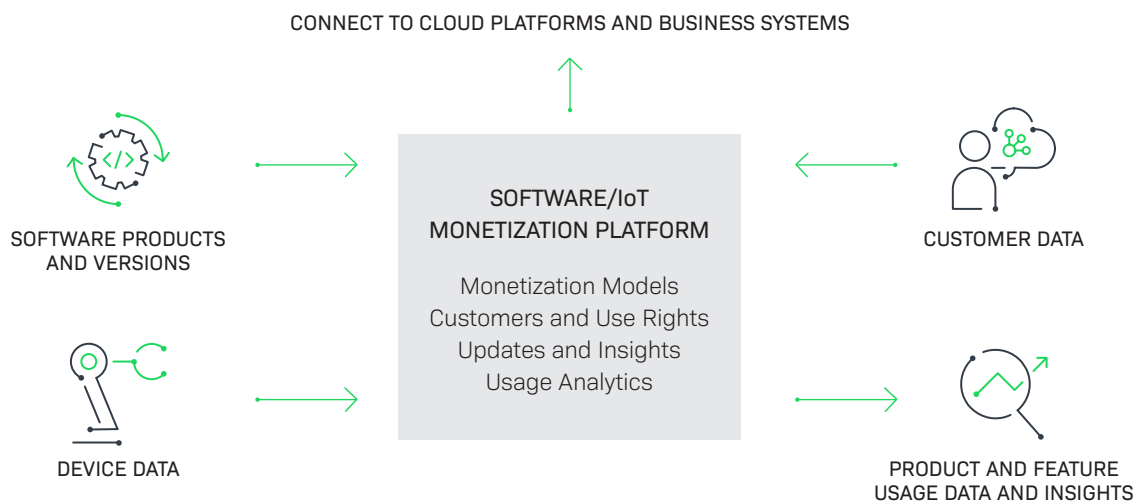 CONNECT TO CLOUD PLATFORMS AND BUSINESS SYSTEMS
</>
SOFTWARE PRODUCTS
AND VERSIONS
SOFTWARE/IoT
MONETIZATION PLATFORM
Monetization Models
Customers and Use Rights
Updates and Insights
Usage Analytics
CUSTOMER DATA
DEVICE DATA
PRODUCT AND FEATURE
USAGE DATA AND INSIGHTS